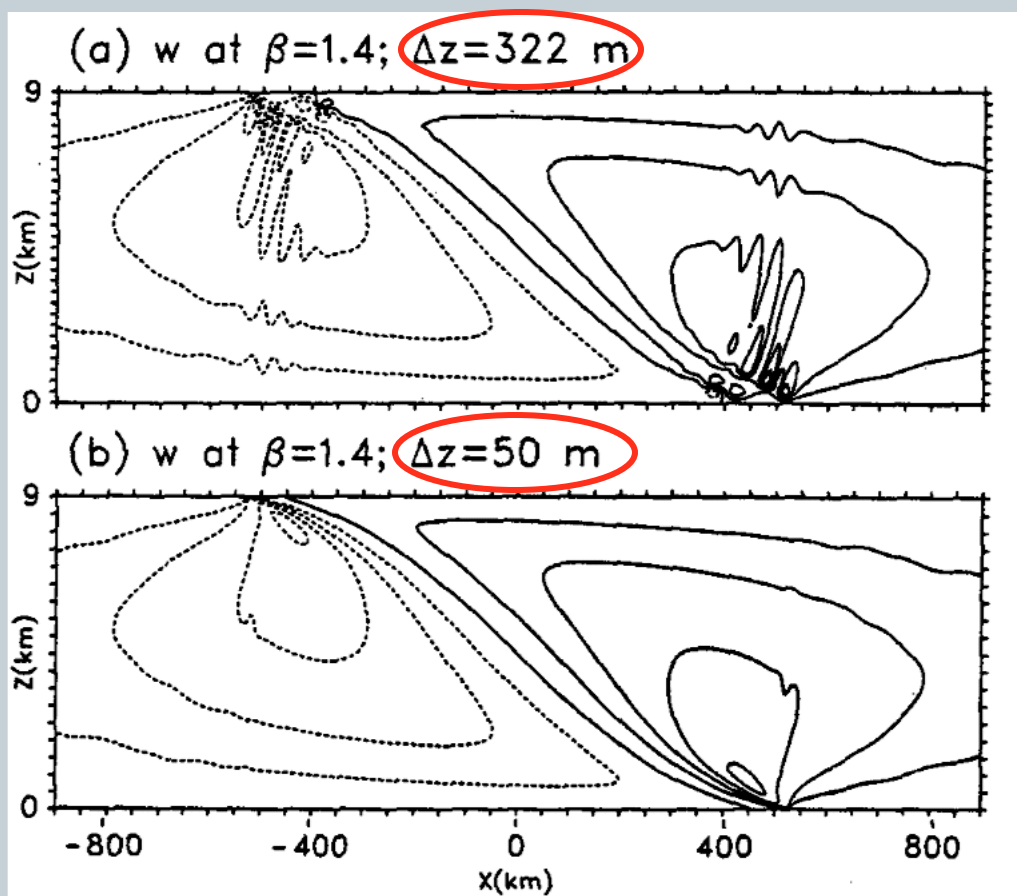 (a) w at β=1.4; Δz=322 m
9
Z(km)
0
(b) w at β=1.4; Δz=50 m
9
Z(km)
0
-800 -400 0 400 800
X(km)